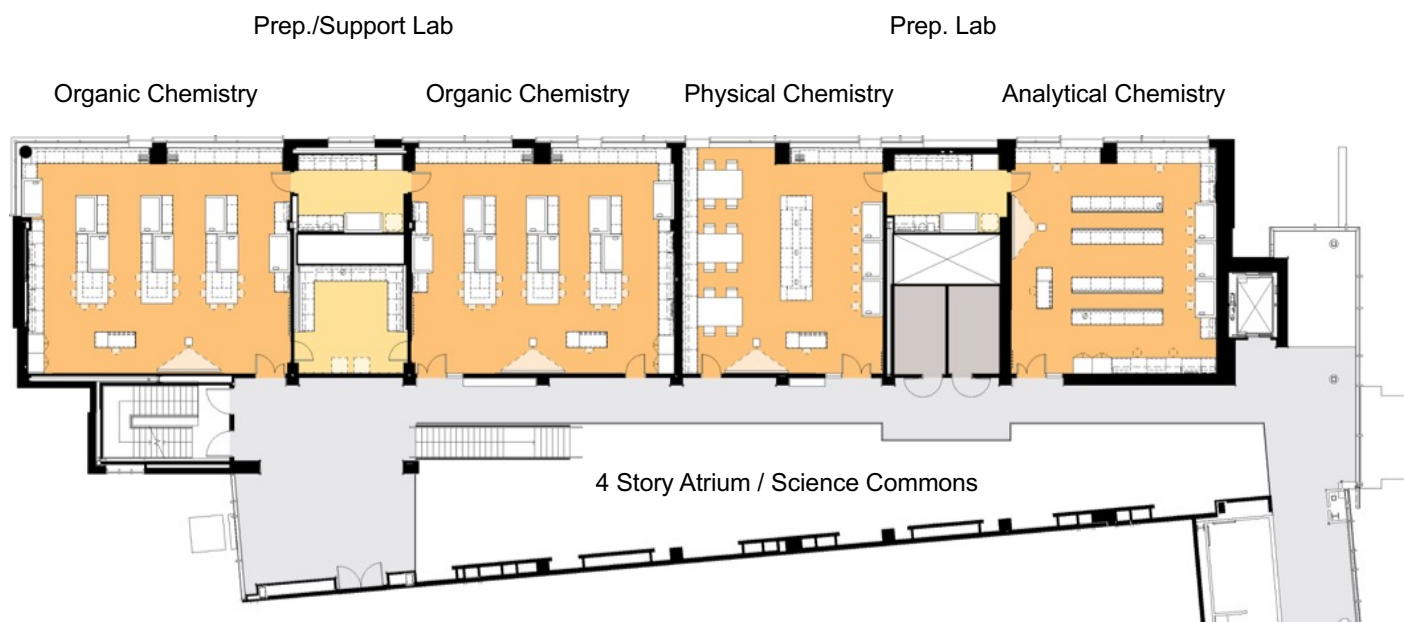 Prep./Support Lab
Prep. Lab
Organic Chemistry
Organic Chemistry
Physical Chemistry
Analytical Chemistry
4 Story Atrium / Science Commons